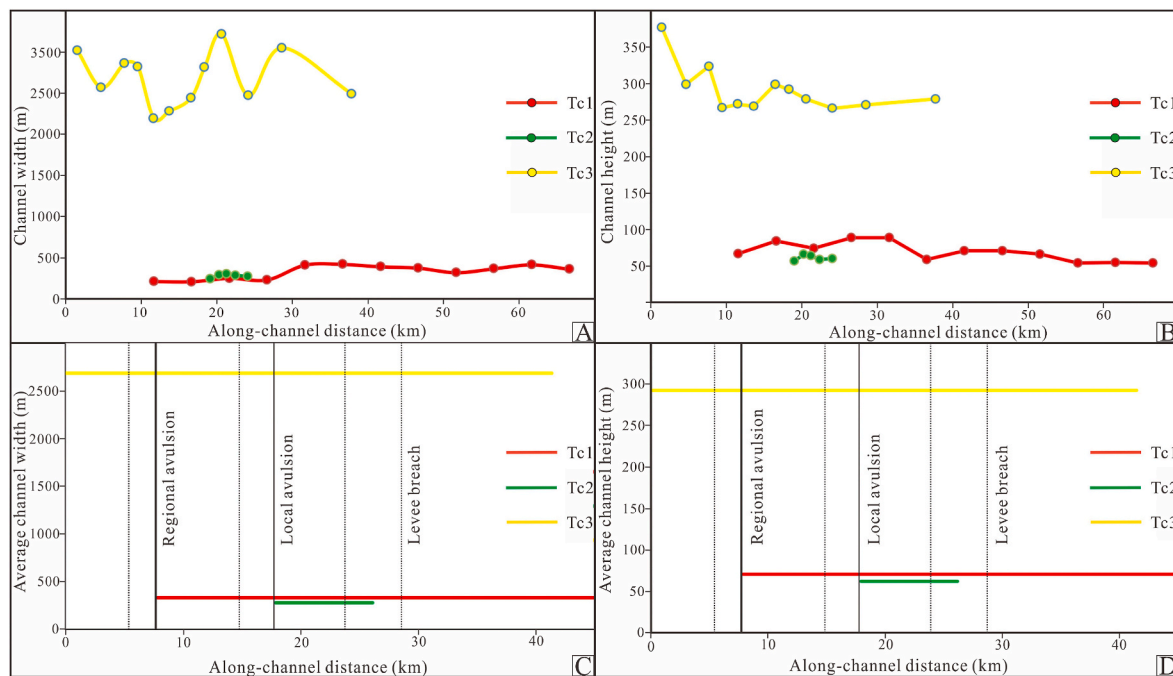 Channel width (m)
3500
2500
2000
1500
1000
500
0
Tc1
Tc2
Tc3
0 10 20 30 40 50 60
Along-channel distance (km)
A
Channel height (m)
350
300
250
200
150
100
50
Tc1
Tc2
Tc3
0 10 20 30 40 50 60
Along-channel distance (km)
B
Average channel width (m)
2500
2000
1500
1000
500
0
Regional avulsion
Local avulsion
Levee breach
Tc1
Tc2
Tc3
0 10 20 30 40
Along-channel distance (km)
C
Average channel height (m)
300
250
200
150
100
50
0
Regional avulsion
Local avulsion
Levee breach
Tc1
Tc2
Tc3
0 10 20 30 40
Along-channel distance (km)
D